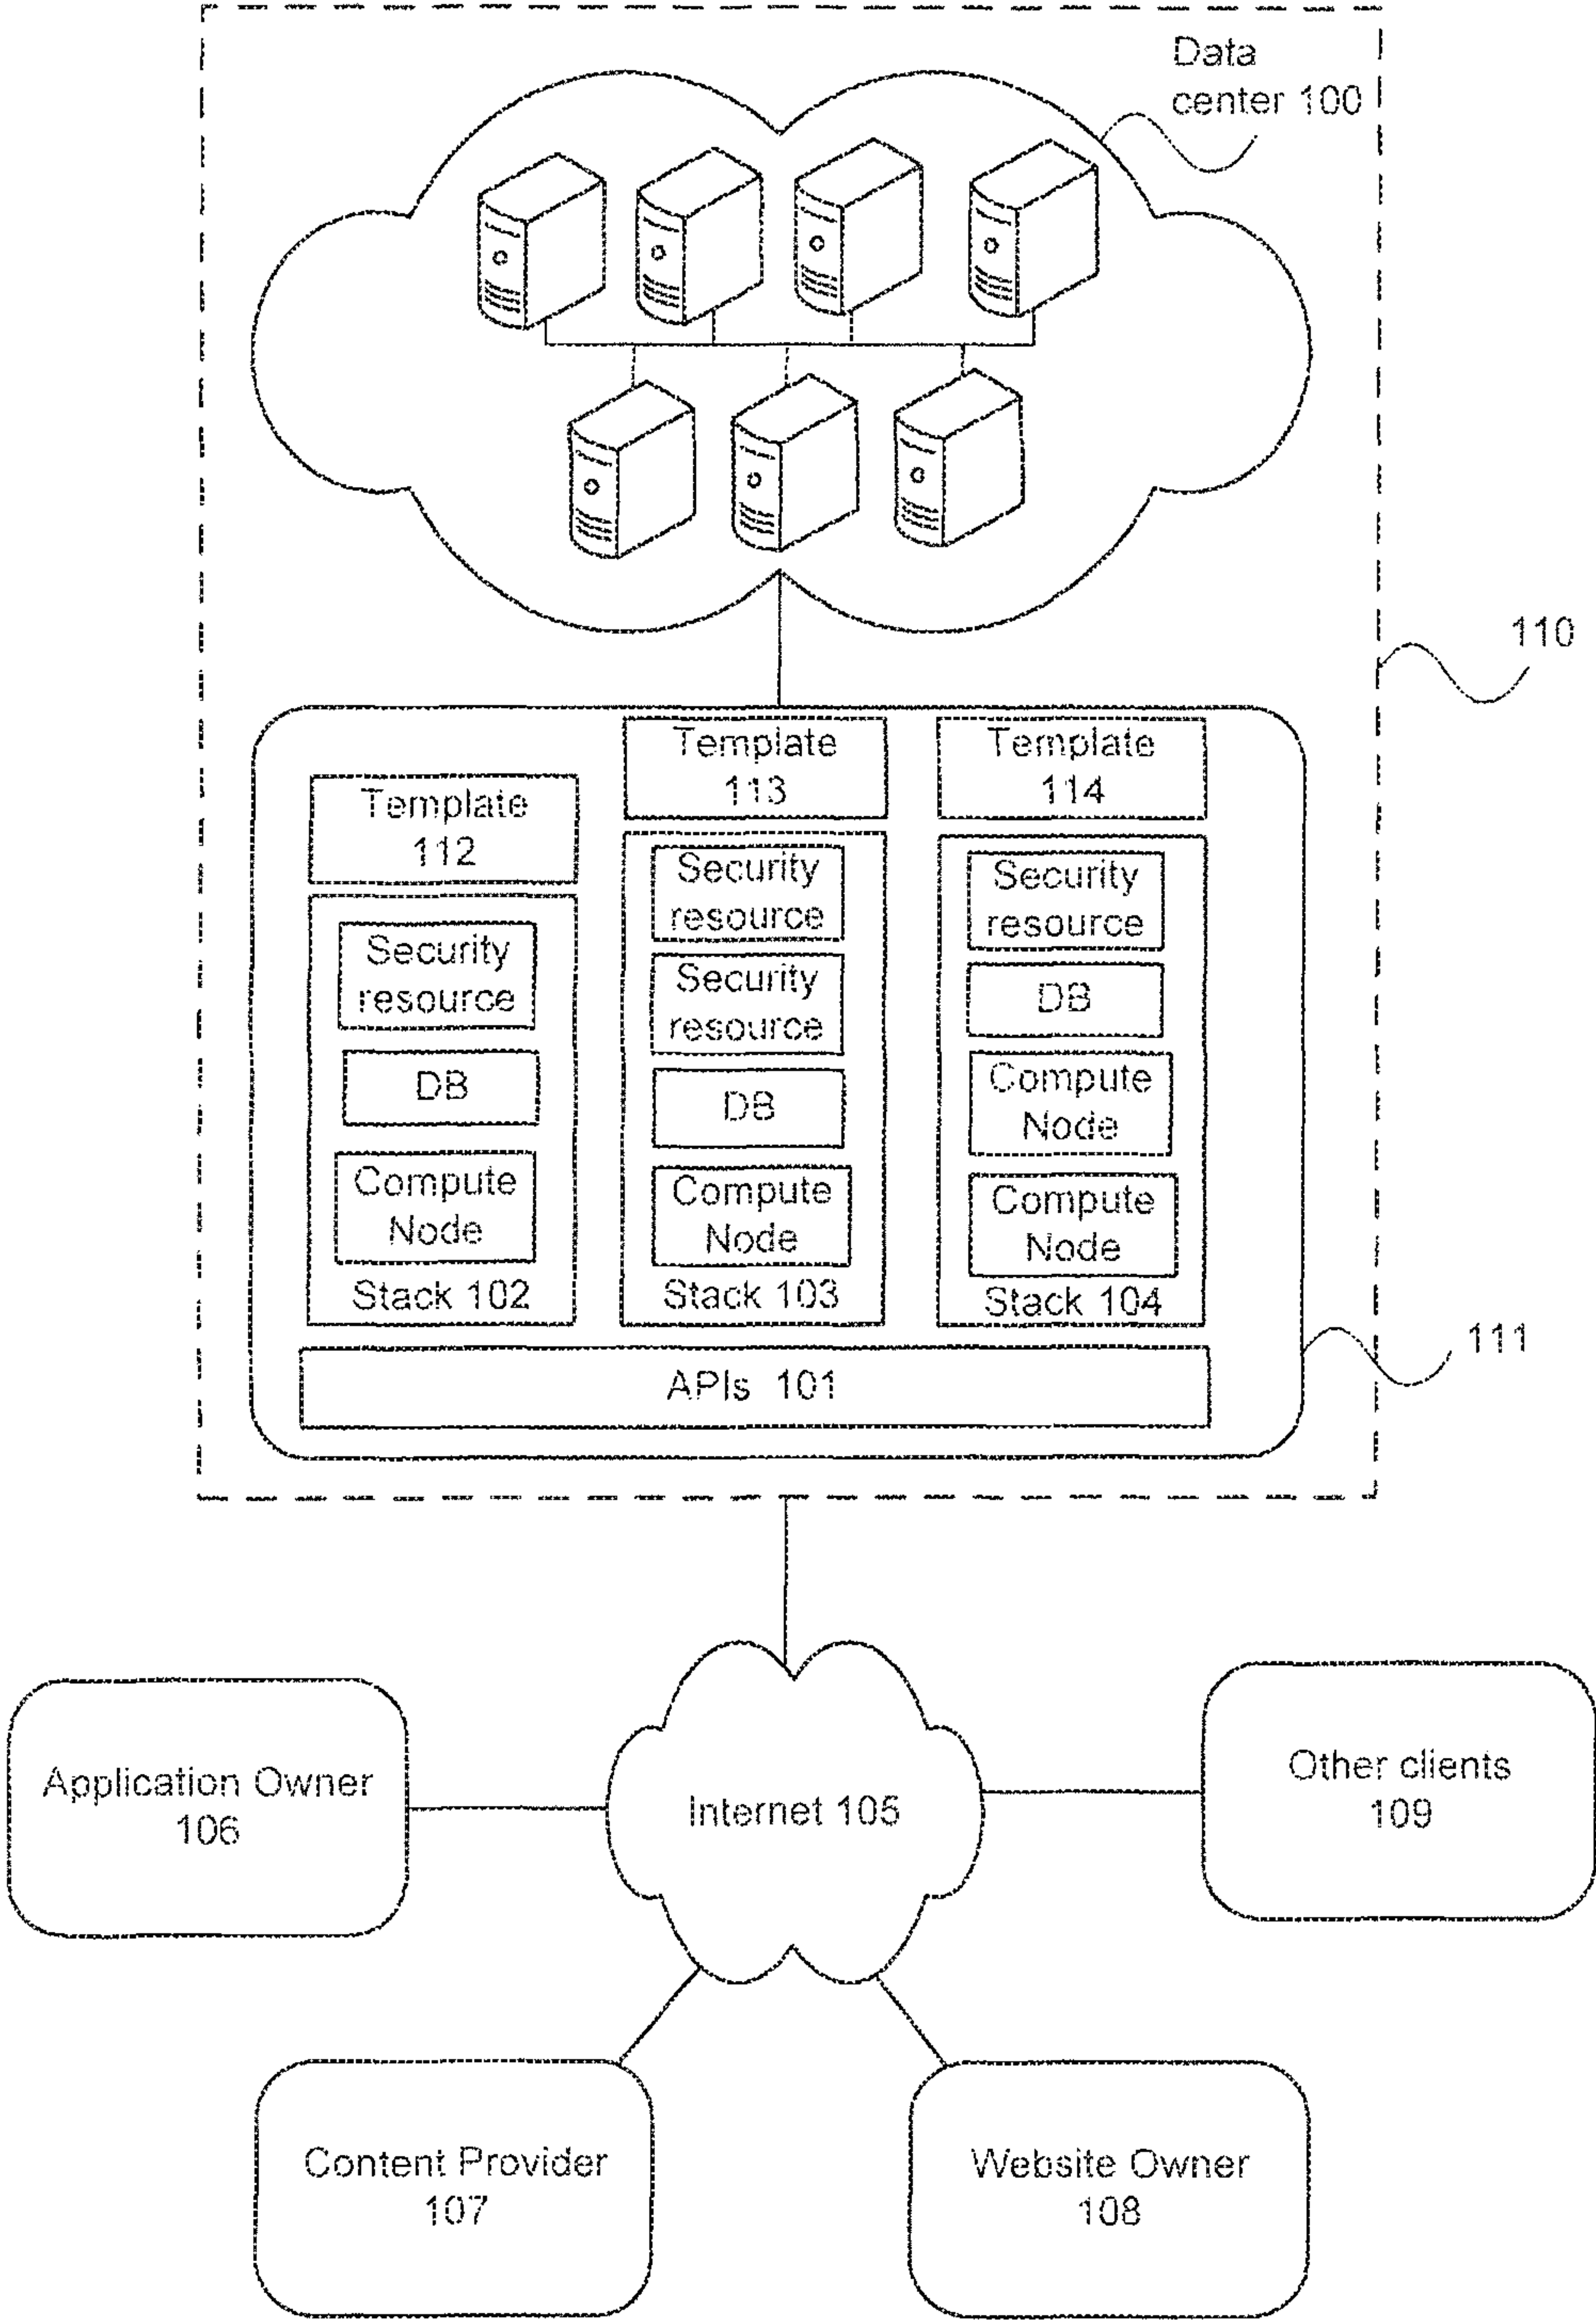 Data
center 100
110
Template
112
Security
resource
DB
Compute
Node
Stack 102
Template
113
Security
resource
Security
resource
DB
Compute
Node
Stack 103
Template
114
Security
resource
DB
Compute
Node
Compute
Node
Stack 104
111
APIs 101
Application Owner
106
Internet 105
Other clients
109
Content Provider
107
Website Owner
108